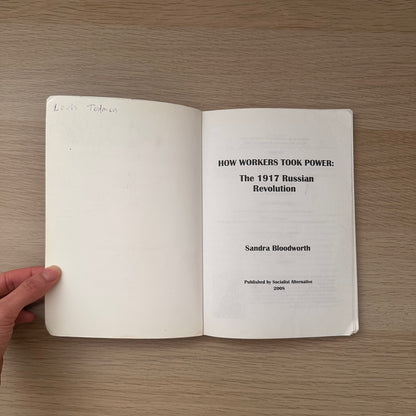 HOW WORKERS TOOK POWER:
The 1917 Russian
Revolution
Sandra Bloodworth
Published by Socialist Alternative
2008